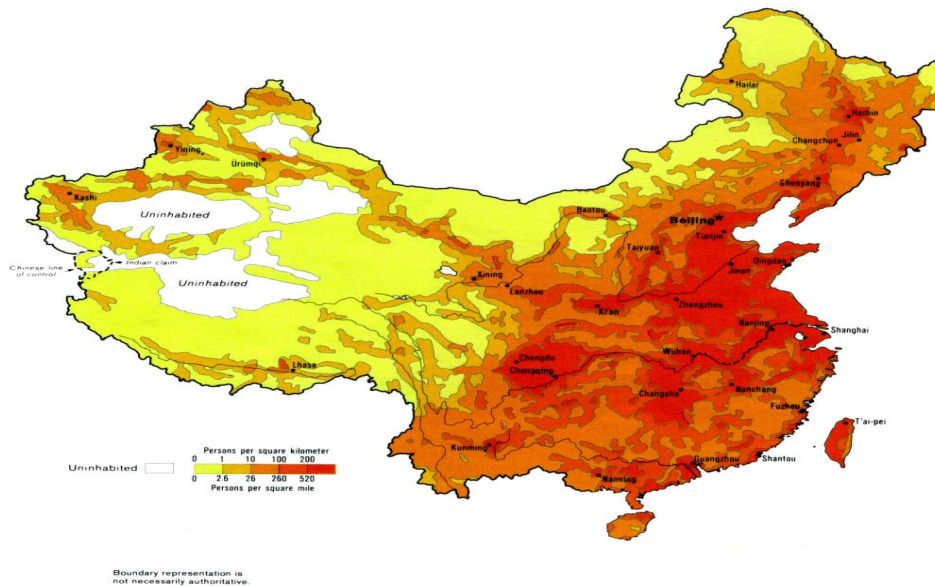 Hailar
Harbin
Jilin
Changchun
Yining
Ürümqi
Shenyang
Kashi
Uninhabited
Baotou
Beijing
Tianjin
Taiyuan
Chinese line
of control
Indian claim
Uninhabited
Xining
Lanzhou
Jinan
Qingdao
Xi'an
Zhengzhou
Nanjing
Shanghai
Lhasa
Chengdu
Chongqing
Wuhan
Changsha
Nanchang
Fuzhou
T'ai-pei
Kunming
Guangzhou
Shantou
Nanning
Uninhabited
Persons per square kilometer
0 1 10 100 200
0 2.6 26 260 520
Persons per square mile
Boundary representation is
not necessarily authoritative.